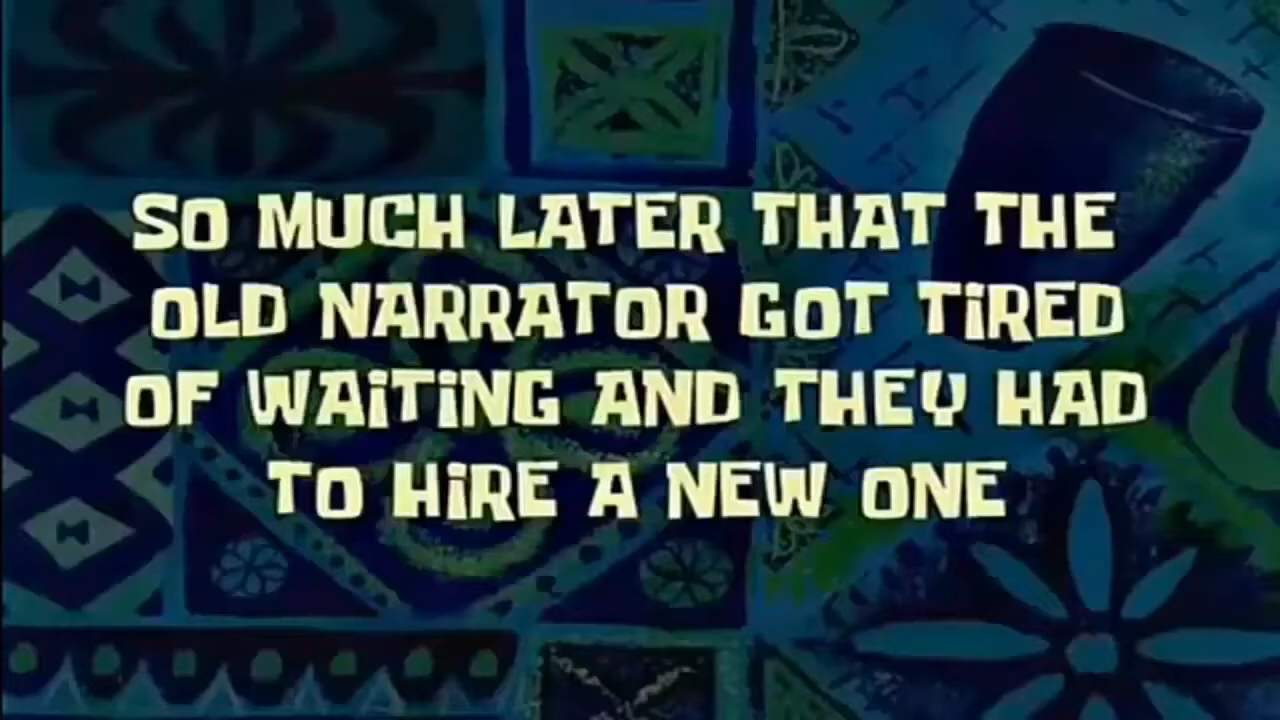 SO MUCH LATER THAT THE
OLD NARRATOR GOT TIRED
OF WAITING AND THEY HAD
TO HIRE A NEW ONE